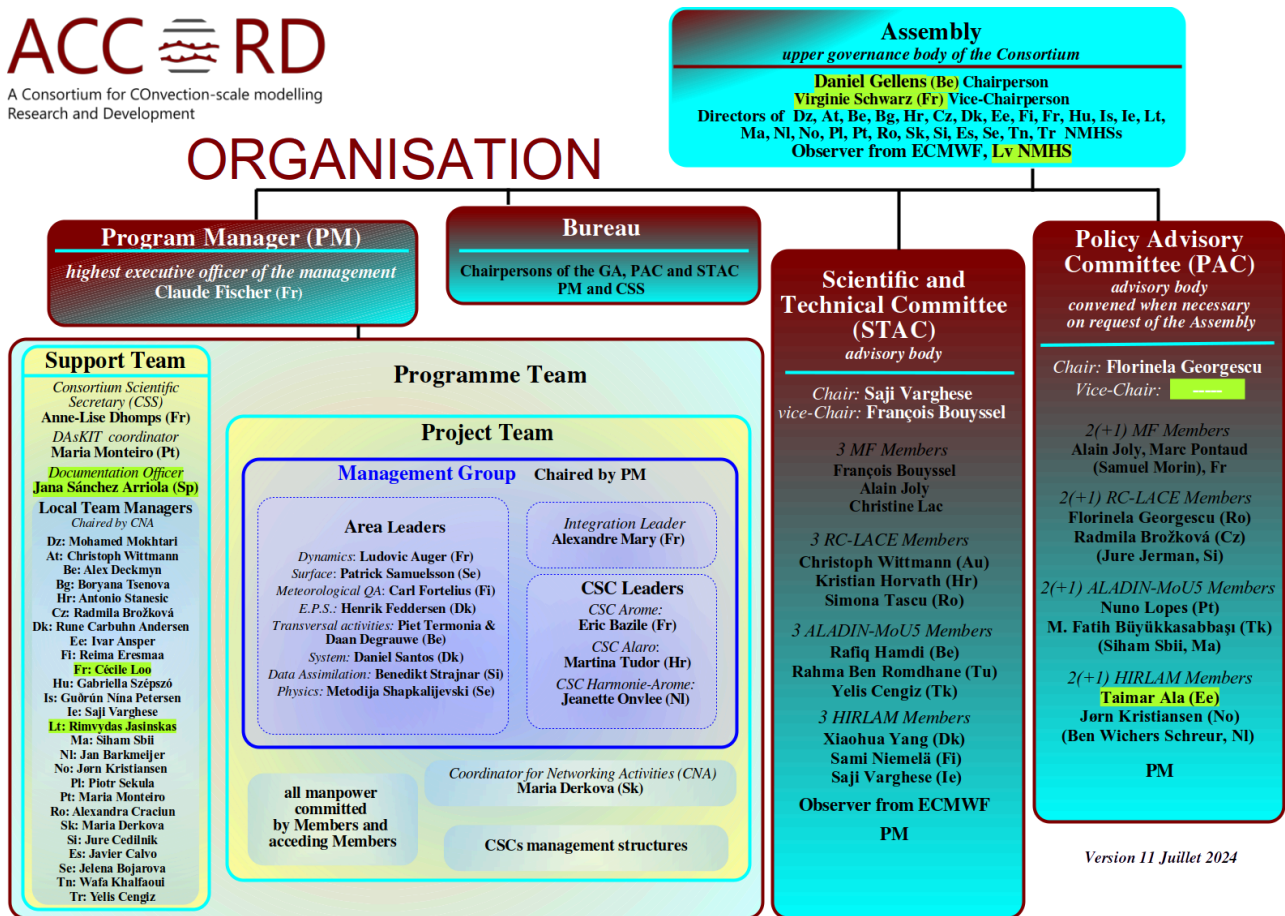 ACCORD
A Consortium for COnvection-scale modelling
Research and Development
ORGANISATION
Assembly
upper governance body of the Consortium
Daniel Gellens (Be) Chairperson
Virginie Schwarz (Fr) Vice-Chairperson
Directors of Dz, At, Be, Bg, Hr, Cz, Dk, Ee, Fi, Fr, Hu, Is, Ie, Lt,
Ma, Nl, No, Pl, Pt, Ro, Sk, Si, Es, Se, Tn, Tr NMHSs
Observer from ECMWF, Lv NMHS
Program Manager (PM)
highest executive officer of the management
Claude Fischer (Fr)
Bureau
Chairpersons of the GA, PAC and STAC
PM and CSS
Support Team
Consortium Scientific
Secretary (CSS)
Anne-Lise Dhomps (Fr)
DAsKIT coordinator
Maria Monteiro (Pt)
Documentation Officer
Jana Sánchez Arriola (Sp)
Local Team Managers
Chaired by CNA
Dz: Mohamed Mokhtari
At: Christoph Wittmann
Be: Alex Deckmyn
Bg: Boryana Tsenova
Hr: Antonio Stanesic
Cz: Radmila Brožková
Dk: Rune Carbuhn Andersen
Ee: Ivar Ansper
Fi: Reima Eresmaa
Fr: Cécile Loo
Hu: Gabriella Szépszó
Is: Guðrún Nína Petersen
Ie: Saji Varghese
Lt: Rimvydas Jasinskas
Ma: Siham Sbii
Nl: Jan Barkmeijer
No: Jørn Kristiansen
Pl: Piotr Sekula
Pt: Maria Monteiro
Ro: Alexandra Craciun
Sk: Maria Derkova
Si: Jure Cedilnik
Es: Javier Calvo
Se: Jelena Bojarova
Tn: Wafa Khalfaoui
Tr: Yelis Cengiz
Programme Team
Project Team
Management Group Chaired by PM
Area Leaders
Dynamics: Ludovic Auger (Fr)
Surface: Patrick Samuelsson (Se)
Meteorological QA: Carl Fortelius (Fi)
E.P.S.: Henrik Feddersen (Dk)
Transversal activities: Piet Termonia &
Daan Degrauwe (Be)
System: Daniel Santos (Dk)
Data Assimilation: Benedikt Strajnar (Si)
Physics: Metodija Shapkalijevski (Se)
Integration Leader
Alexandre Mary (Fr)
CSC Leaders
CSC Arome:
Eric Bazile (Fr)
CSC Alaro:
Martina Tudor (Hr)
CSC Harmonie-Arome:
Jeanette Onvlee (Nl)
all manpower
committed
by Members and
acceding Members
Coordinator for Networking Activities (CNA)
Maria Derkova (Sk)
CSCs management structures
Scientific and
Technical Committee
(STAC)
advisory body
Chair: Saji Varghese
vice-Chair: François Bouyssel
3 MF Members
François Bouyssel
Alain Joly
Christine Lac
3 RC-LACE Members
Christoph Wittmann (Au)
Kristian Horvath (Hr)
Simona Tascu (Ro)
3 ALADIN-MoU5 Members
Rafiq Hamdi (Be)
Rahma Ben Romdhane (Tu)
Yelis Cengiz (Tk)
3 HIRLAM Members
Xiaohua Yang (Dk)
Sami Niemelä (Fi)
Saji Varghese (Ie)
Observer from ECMWF
PM
Policy Advisory
Committee (PAC)
advisory body
convened when necessary
on request of the Assembly
Chair: Florinela Georgescu
Vice-Chair: ----
2(+1) MF Members
Alain Joly, Marc Pontaud
(Samuel Morin), Fr
2(+1) RC-LACE Members
Florinela Georgescu (Ro)
Radmila Brožková (Cz)
(Jure Jerman, Si)
2(+1) ALADIN-MoU5 Members
Nuno Lopes (Pt)
M. Fatih Büyükkasabbaşı (Tk)
(Siham Sbii, Ma)
2(+1) HIRLAM Members
Taimar Ala (Ee)
Jørn Kristiansen (No)
(Ben Wichers Schreur, Nl)
PM
Version 11 Juillet 2024